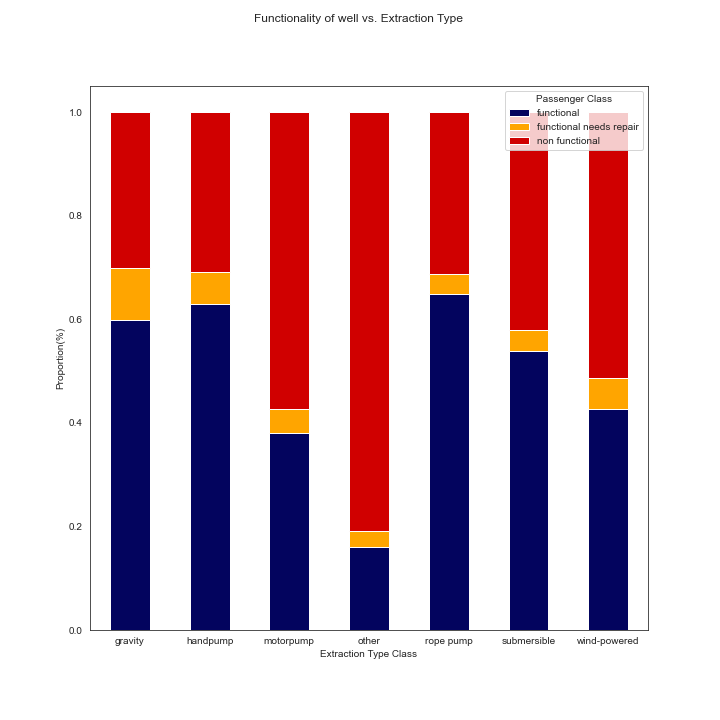 Functionality of well vs. Extraction Type
Passenger Class
functional
functional needs repair
non functional
1.0
0.8
0.6
0.4
0.2
0.0
Proportion(%)
gravity handpump motorpump other rope pump submersible wind-powered
Extraction Type Class